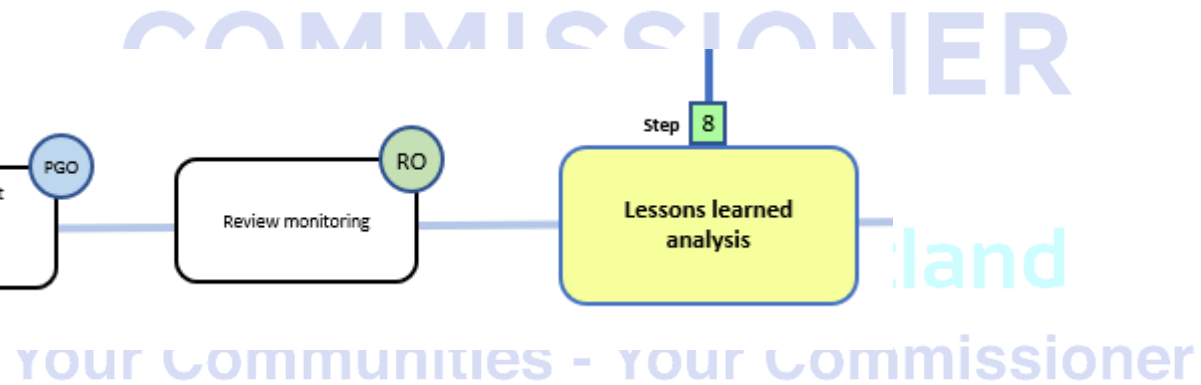 COMMISSIONER
Step 8
PGO
RO
t
Review monitoring
Lessons learned
analysis
land
Your Communities - Your Commissioner